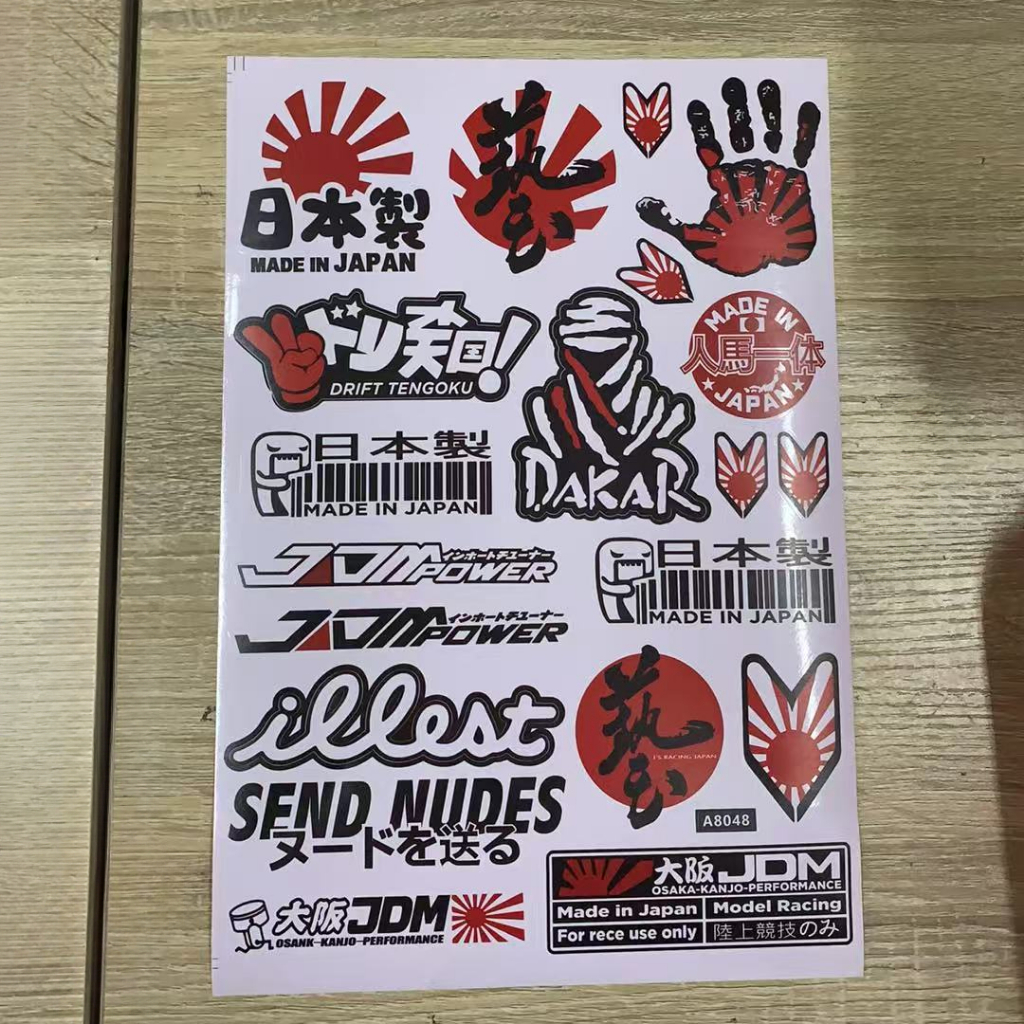 日本製
MADE IN JAPAN
藝
ドリ天国!
DRIFT TENGOKU
DAKAR
MADE IN
人馬一体
JAPAN
日本製
MADE IN JAPAN
JDM インポートチューナー
POWER
日本製
MADE IN JAPAN
JDM インポートチューナー
POWER
illest
藝
J'S RACING JAPAN
SEND NUDES
ヌードを送る
A8048
大阪JDM
OSAKA-KANJO-PERFORMANCE
Made in Japan
Model Racing
For rece use only
陸上競技のみ
大阪JDM
OSANK-KANJO-PERFORMANCE